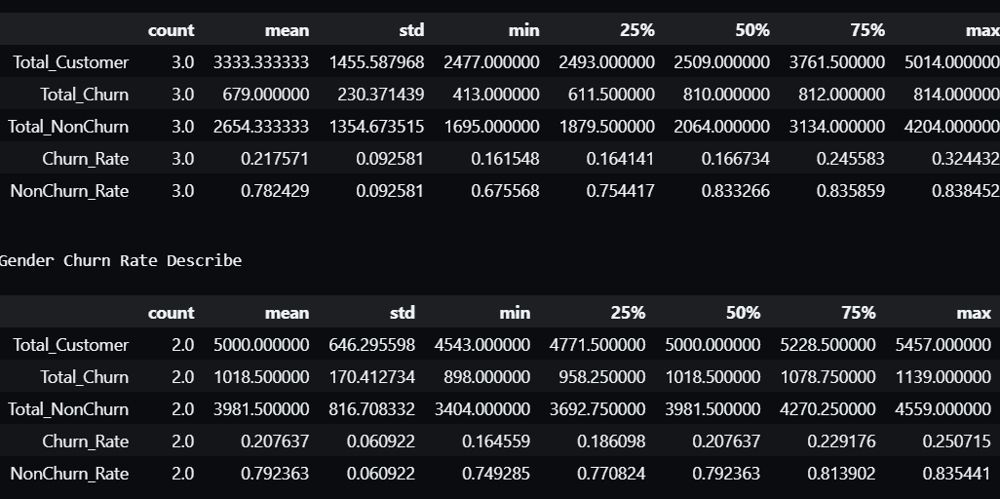 count mean std min 25% 50% 75% max
Total_Customer 3.0 3333.333333 1455.587968 2477.000000 2493.000000 2509.000000 3761.500000 5014.000000
Total_Churn 3.0 679.000000 230.371439 413.000000 611.500000 810.000000 812.000000 814.000000
Total_NonChurn 3.0 2654.333333 1354.673515 1695.000000 1879.500000 2064.000000 3134.000000 4204.000000
Churn_Rate 3.0 0.217571 0.092581 0.161548 0.164141 0.166734 0.245583 0.324432
NonChurn_Rate 3.0 0.782429 0.092581 0.675568 0.754417 0.833266 0.835859 0.838452
Gender Churn Rate Describe
count mean std min 25% 50% 75% max
Total_Customer 2.0 5000.000000 646.295598 4543.000000 4771.500000 5000.000000 5228.500000 5457.000000
Total_Churn 2.0 1018.500000 170.412734 898.000000 958.250000 1018.500000 1078.750000 1139.000000
Total_NonChurn 2.0 3981.500000 816.708332 3404.000000 3692.750000 3981.500000 4270.250000 4559.000000
Churn_Rate 2.0 0.207637 0.060922 0.164559 0.186098 0.207637 0.229176 0.250715
NonChurn_Rate 2.0 0.792363 0.060922 0.749285 0.770824 0.792363 0.813902 0.835441